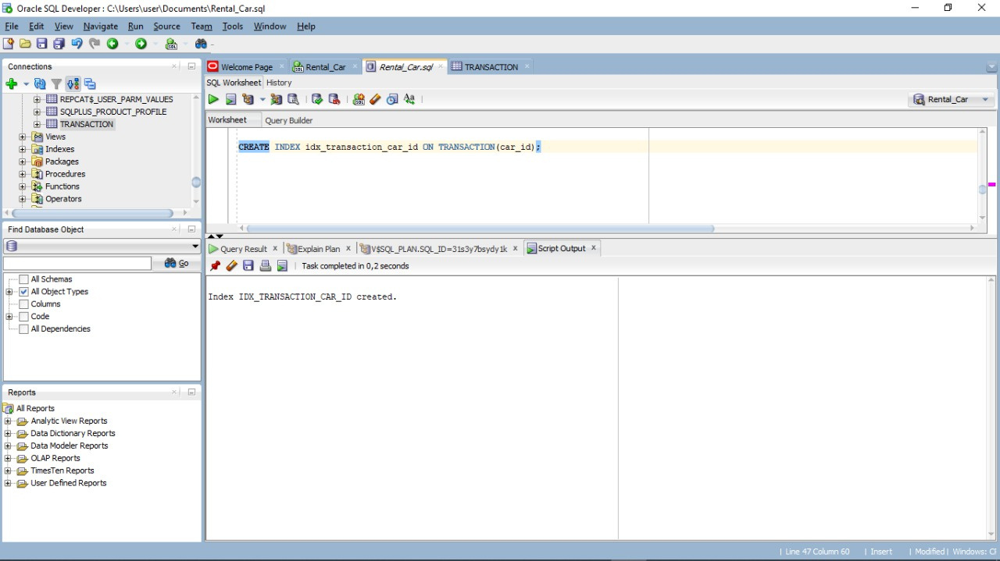 Oracle SQL Developer : C:\Users\user\Documents\Rental_Car.sql
File Edit View Navigate Run Source Team Tools Window Help
Connections
REPCAT$_USER_PARM_VALUES
SQLPLUS_PRODUCT_PROFILE
TRANSACTION
Views
Indexes
Packages
Procedures
Functions
Operators
Find Database Object
Go
All Schemas
All Object Types
Columns
Code
All Dependencies
Reports
All Reports
Analytic View Reports
Data Dictionary Reports
Data Modeler Reports
OLAP Reports
TimesTen Reports
User Defined Reports
Welcome Page Rental_Car Rental_Car.sql TRANSACTION
SQL Worksheet History
Rental_Car
Worksheet Query Builder
CREATE INDEX idx_transaction_car_id ON TRANSACTION(car_id);
Query Result Explain Plan V$SQL_PLAN.SQL_ID=31s3y7bsydy1k Script Output
Task completed in 0,2 seconds
Index IDX_TRANSACTION_CAR_ID created.
Line 47 Column 60 Insert Modified Windows: